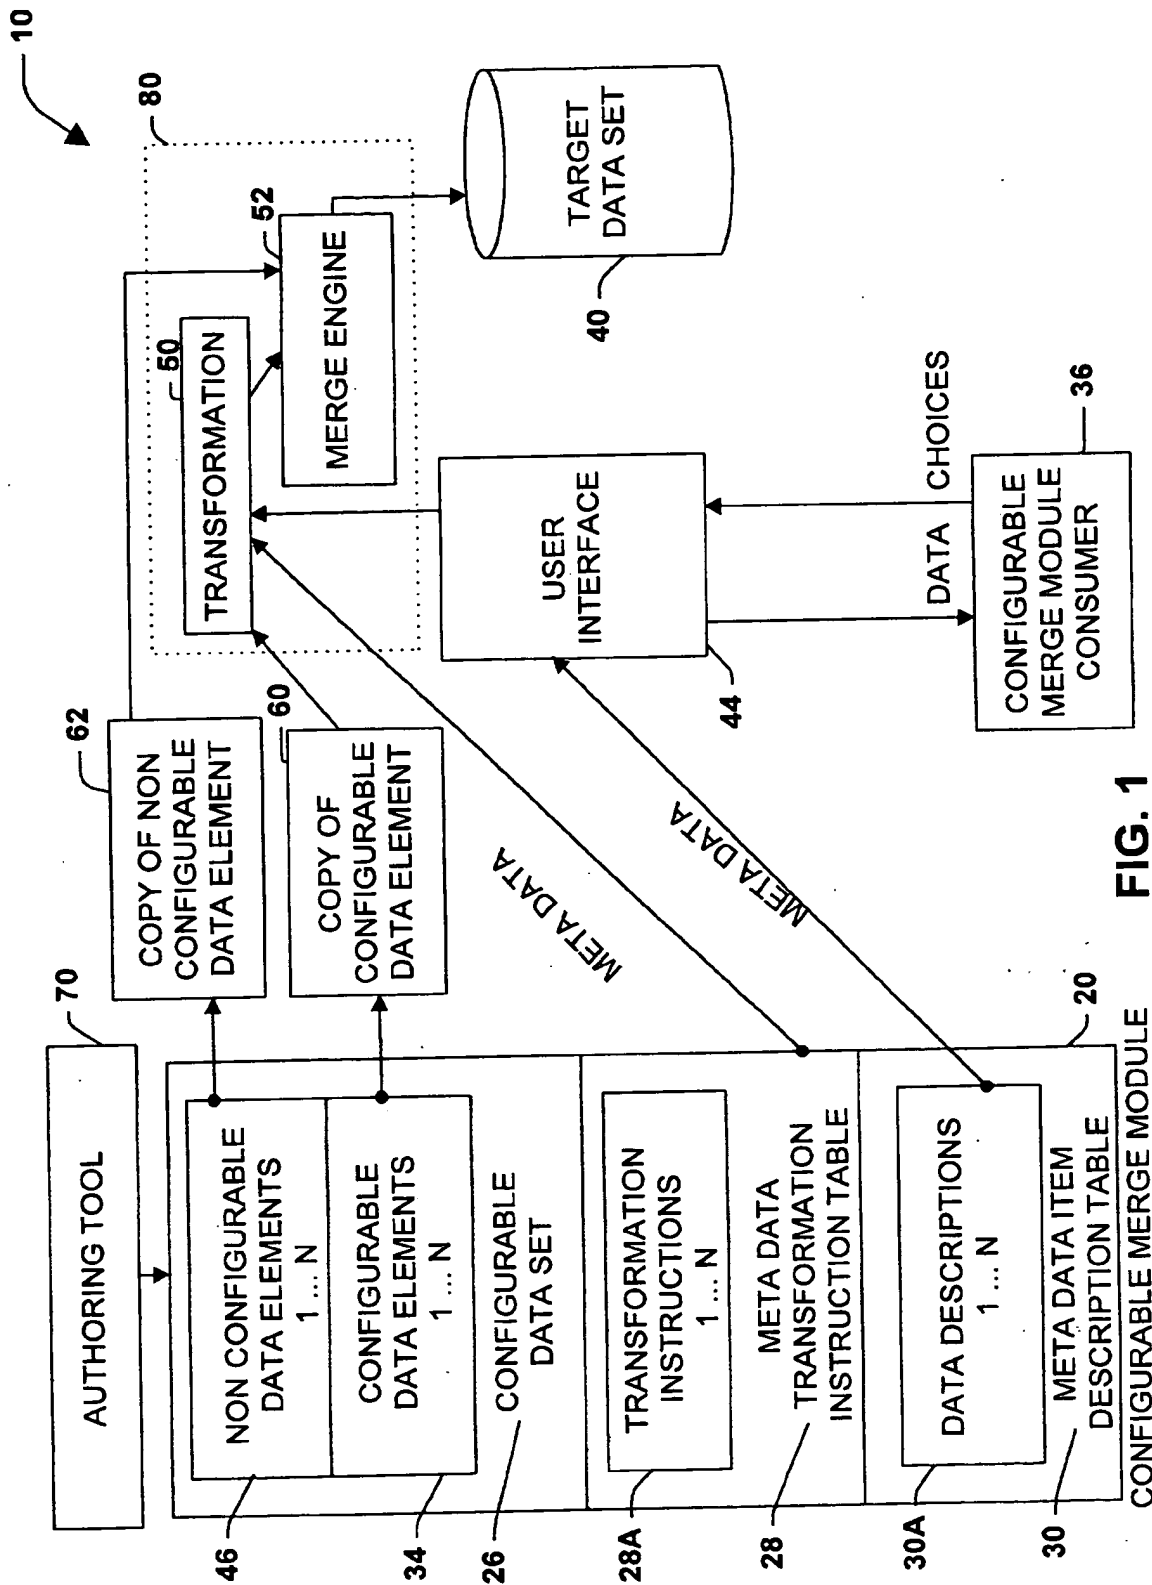 10
AUTHORING TOOL
70
NON CONFIGURABLE
DATA ELEMENTS
1 ... N
46
CONFIGURABLE
DATA ELEMENTS
1 ... N
34
CONFIGURABLE
DATA SET
26
TRANSFORMATION
INSTRUCTIONS
1 ... N
28A
META DATA
TRANSFORMATION
INSTRUCTION TABLE
28
DATA DESCRIPTIONS
1 ... N
30A
META DATA ITEM
DESCRIPTION TABLE
30
CONFIGURABLE MERGE MODULE
20
COPY OF NON
CONFIGURABLE
DATA ELEMENT
62
COPY OF
CONFIGURABLE
DATA ELEMENT
60
META DATA
META DATA
TRANSFORMATION
50
MERGE ENGINE
52
80
TARGET
DATA SET
40
USER
INTERFACE
44
DATA
CHOICES
CONFIGURABLE
MERGE MODULE
CONSUMER
36
FIG. 1